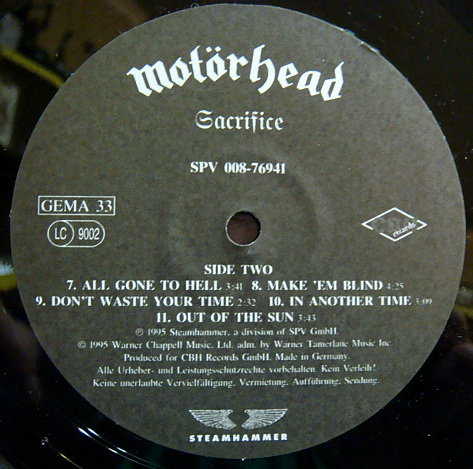 motörhead
Sacrifice
SPV 008-76941
GEMA 33
LC 9002
records
SIDE TWO
7. ALL GONE TO HELL 3:41 8. MAKE 'EM BLIND 4:25
9. DON'T WASTE YOUR TIME 2:32 10. IN ANOTHER TIME 3:09
11. OUT OF THE SUN 3:43
℗ 1995 Steamhammer, a division of SPV GmbH.
© 1995 Warner Chappell Music, Ltd. adm. by Warner Tamerlane Music Inc.
Produced for CBH Records GmbH. Made in Germany.
Alle Urheber- und Leistungsschutzrechte vorbehalten. Kein Verleih!
Keine unerlaubte Vervielfältigung, Vermietung, Aufführung, Sendung.
STEAMHAMMER